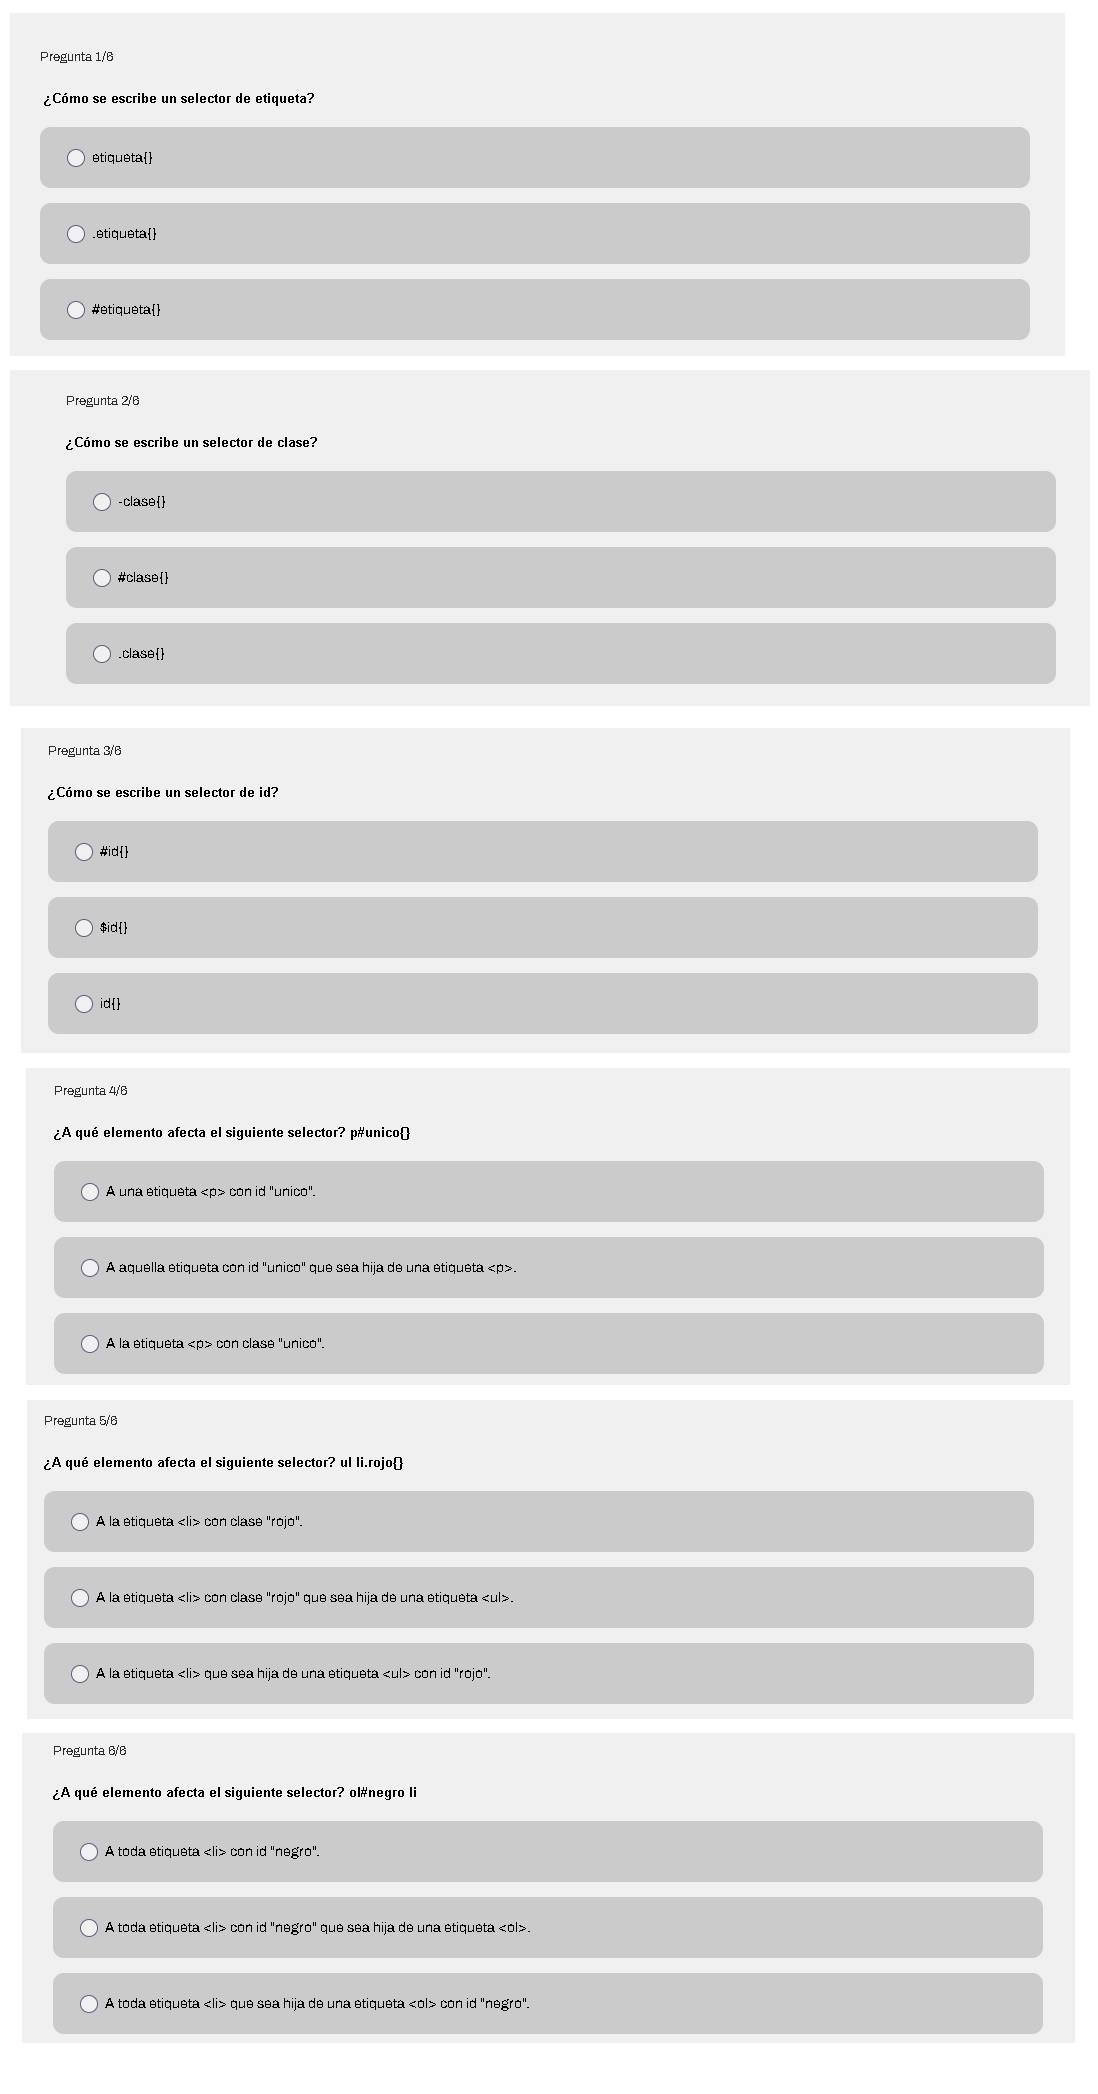 Pregunta 1/6
¿Cómo se escribe un selector de etiqueta?
etiqueta{}
.etiqueta{}
#etiqueta{}
Pregunta 2/6
¿Cómo se escribe un selector de clase?
-clase{}
#clase{}
.clase{}
Pregunta 3/6
¿Cómo se escribe un selector de id?
#id{}
$id{}
id{}
Pregunta 4/6
¿A qué elemento afecta el siguiente selector? p#unico{}
A una etiqueta <p> con id "unico".
A aquella etiqueta con id "unico" que sea hija de una etiqueta <p>.
A la etiqueta <p> con clase "unico".
Pregunta 5/6
¿A qué elemento afecta el siguiente selector? ul li.rojo{}
A la etiqueta <li> con clase "rojo".
A la etiqueta <li> con clase "rojo" que sea hija de una etiqueta <ul>.
A la etiqueta <li> que sea hija de una etiqueta <ul> con id "rojo".
Pregunta 6/6
¿A qué elemento afecta el siguiente selector? ol#negro li
A toda etiqueta <li> con id "negro".
A toda etiqueta <li> con id "negro" que sea hija de una etiqueta <ol>.
A toda etiqueta <li> que sea hija de una etiqueta <ol> con id "negro".